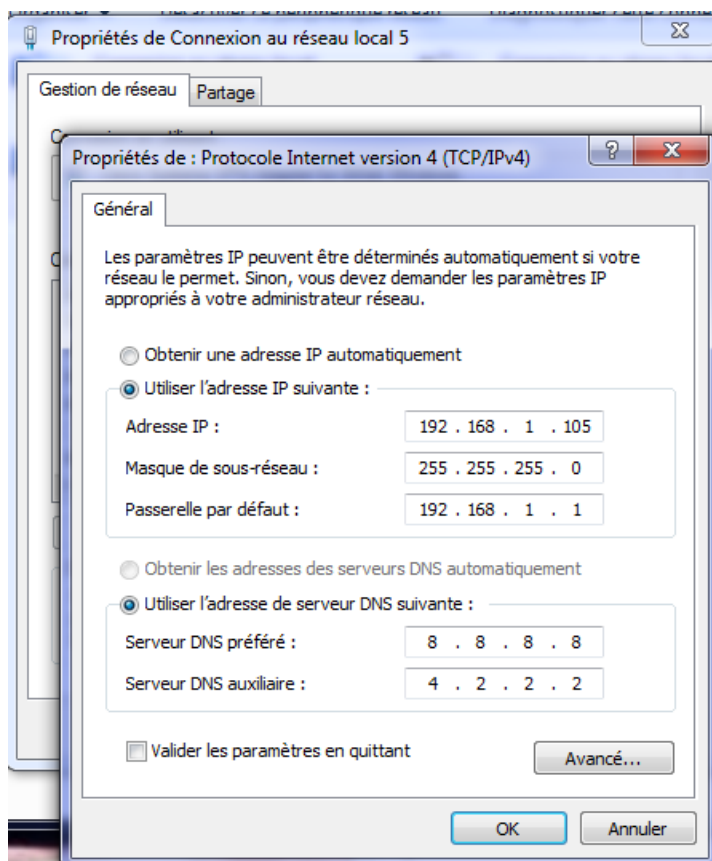 Propriétés de Connexion au réseau local 5
Gestion de réseau
Partage
Propriétés de : Protocole Internet version 4 (TCP/IPv4)
Général
Les paramètres IP peuvent être déterminés automatiquement si votre
réseau le permet. Sinon, vous devez demander les paramètres IP
appropriés à votre administrateur réseau.
Obtenir une adresse IP automatiquement
Utiliser l'adresse IP suivante :
Adresse IP : 192 . 168 . 1 . 105
Masque de sous-réseau : 255 . 255 . 255 . 0
Passerelle par défaut : 192 . 168 . 1 . 1
Obtenir les adresses des serveurs DNS automatiquement
Utiliser l'adresse de serveur DNS suivante :
Serveur DNS préféré : 8 . 8 . 8 . 8
Serveur DNS auxiliaire : 4 . 2 . 2 . 2
Valider les paramètres en quittant
Avancé...
OK
Annuler